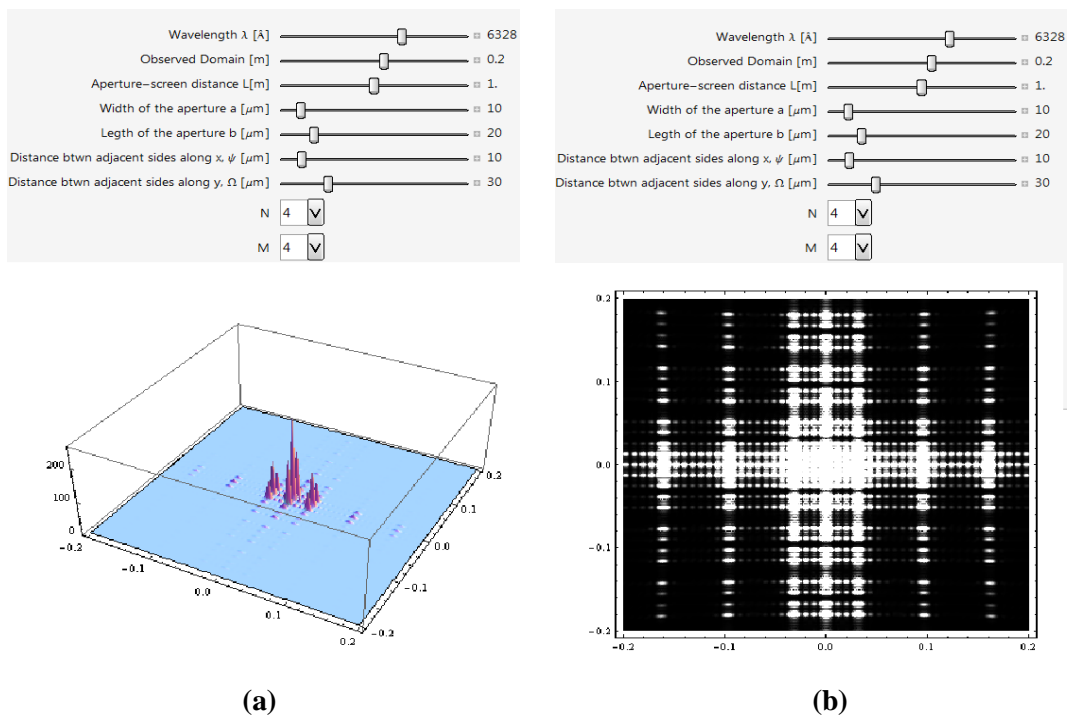 Wavelength λ [Å] 6328
Observed Domain [m] 0.2
Aperture-screen distance L[m] 1.
Width of the aperture a [μm] 10
Legth of the aperture b [μm] 20
Distance btwn adjacent sides along x, ψ [μm] 10
Distance btwn adjacent sides along y, Ω [μm] 30
N 4
M 4
200
100
0
-0.2
-0.1
0.0
0.1
0.2
-0.2
-0.1
0.0
0.1
0.2
(a)
Wavelength λ [Å] 6328
Observed Domain [m] 0.2
Aperture-screen distance L[m] 1.
Width of the aperture a [μm] 10
Legth of the aperture b [μm] 20
Distance btwn adjacent sides along x, ψ [μm] 10
Distance btwn adjacent sides along y, Ω [μm] 30
N 4
M 4
0.2
0.1
0.0
-0.1
-0.2
-0.2 -0.1 0.0 0.1 0.2
(b)